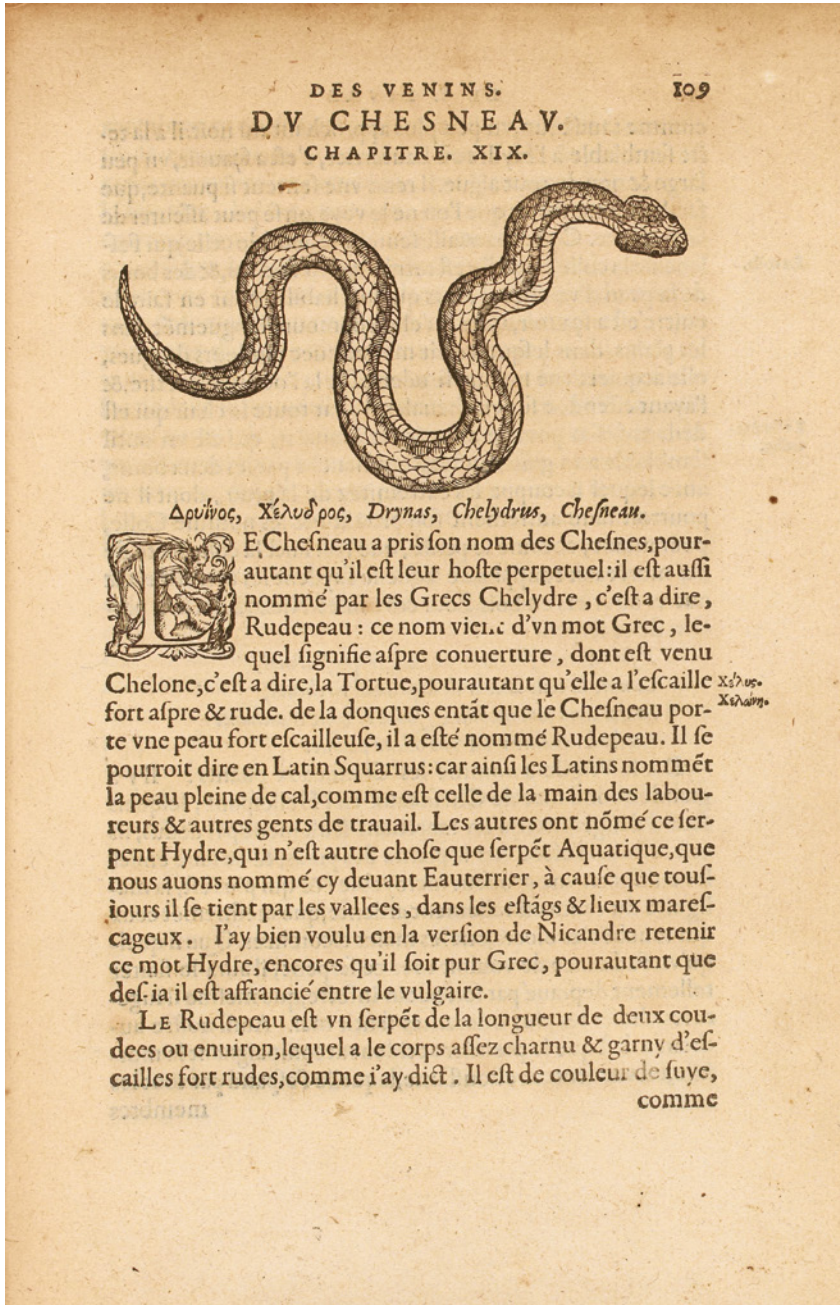 DES VENINS. 109
DV CHESNEAV.
CHAPITRE. XIX.
Δρυΐνος, Χέλυδρος, Drynas, Chelydrus, Cheſneau.
LE Cheſneau a pris ſon nom des Cheſnes,pour-
autant qu'il eſt leur hoſte perpetuel:il eſt auſſi
nommé par les Grecs Chelydre , c'eſt a dire ,
Rudepeau : ce nom vient d'vn mot Grec , le-
quel ſignifie aſpre conuerture , dont eſt venu
Chelone,c'eſt a dire,la Tortue,pourautant qu'elle a l'eſcaille Χέλυς.
fort aſpre & rude. de la donques entãt que le Cheſneau por- Χελώνη.
te vne peau fort eſcailleuſe, il a eſté nommé Rudepeau. Il ſe
pourroit dire en Latin Squarrus:car ainſi les Latins nommẽt
la peau pleine de cal,comme eſt celle de la main des labou-
reurs & autres gents de trauail. Les autres ont nõmé ce ſer-
pent Hydre,qui n'eſt autre choſe que ſerpẽt Aquatique,que
nous auons nommé cy deuant Eauterrier, à cauſe que touſ-
iours il ſe tient par les vallees , dans les eſtãgs & lieux mareſ-
cageux . I'ay bien voulu en la verſion de Nicandre retenir
ce mot Hydre, encores qu'il ſoit pur Grec, pourautant que
deſ-ia il eſt affrancié entre le vulgaire.
LE Rudepeau eſt vn ſerpẽt de la longueur de deux cou-
dees ou enuiron,lequel a le corps aſſez charnu & garny d'eſ-
cailles fort rudes,comme i'ay dict . Il eſt de couleur de ſuye,
comme